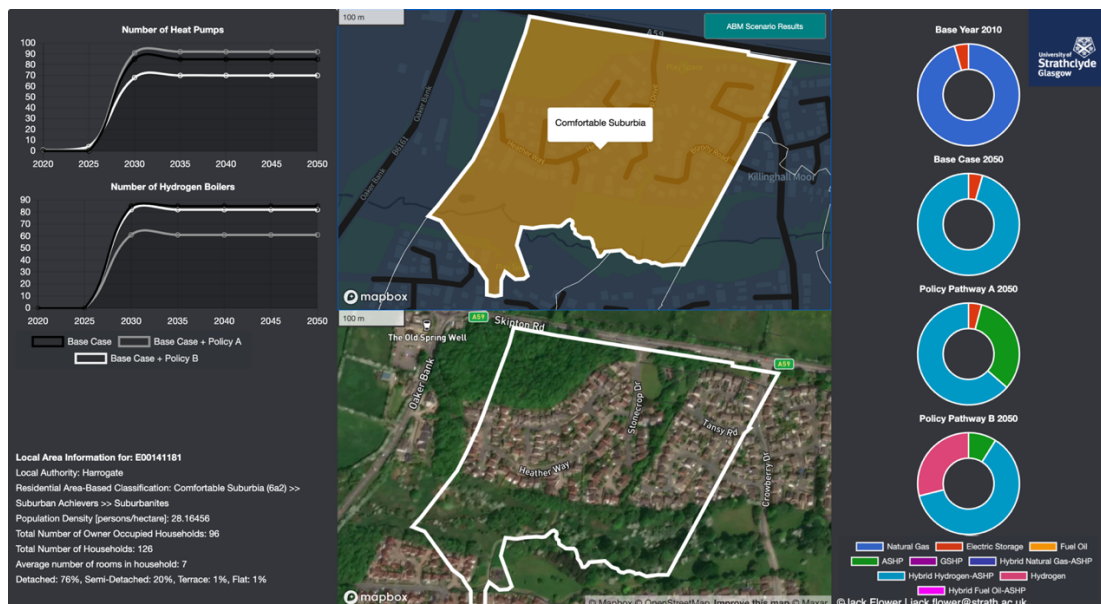 Number of Heat Pumps
100
90
80
70
60
50
40
30
20
10
0
2020 2025 2030 2035 2040 2045 2050
Number of Hydrogen Boilers
90
80
70
60
50
40
30
20
10
0
2020 2025 2030 2035 2040 2045 2050
Base Case Base Case + Policy A
Base Case + Policy B
Local Area Information for: E00141181
Local Authority: Harrogate
Residential Area-Based Classification: Comfortable Suburbia (6a2) >>
Suburban Achievers >> Suburbanites
Population Density [persons/hectare]: 28.16456
Total Number of Owner Occupied Households: 96
Total Number of Households: 126
Average number of rooms in household: 7
Detached: 76%, Semi-Detached: 20%, Terrace: 1%, Flat: 1%
100 m
ABM Scenario Results
A59
Oaker Bank
B6161
Oaker Bank
Comfortable Suburbia
Heather Way
Killinghall Moor
mapbox
100 m
A59
Skipton Rd
The Old Spring Well
A59
Oaker Bank
Stonecrop Dr
Tansy Rd
Heather Way
Crowberry Dr
mapbox
© Mapbox © OpenStreetMap Improve this map © Maxar
Base Year 2010
University of
Strathclyde
Glasgow
Base Case 2050
Policy Pathway A 2050
Policy Pathway B 2050
Natural Gas Electric Storage Fuel Oil
ASHP GSHP Hybrid Natural Gas-ASHP
Hybrid Hydrogen-ASHP Hydrogen
Hybrid Fuel Oil-ASHP
© Jack Flower | jack.flower@strath.ac.uk